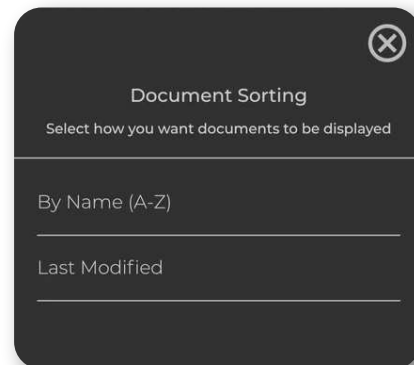 Document Sorting
Select how you want documents to be displayed
By Name (A-Z)
Last Modified